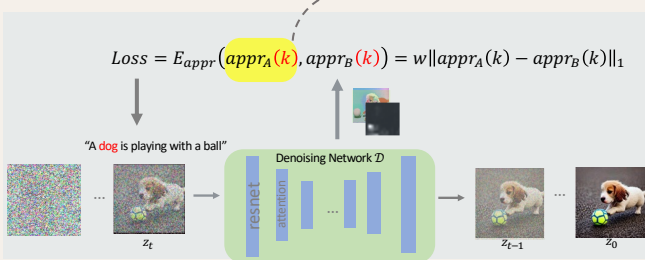 Loss = E_appr(appr_A(k), appr_B(k)) = w‖appr_A(k) − appr_B(k)‖₁
"A dog is playing with a ball"
Denoising Network 𝒟
resnet
attention
...
...
...
z_t
z_{t−1}
z_0